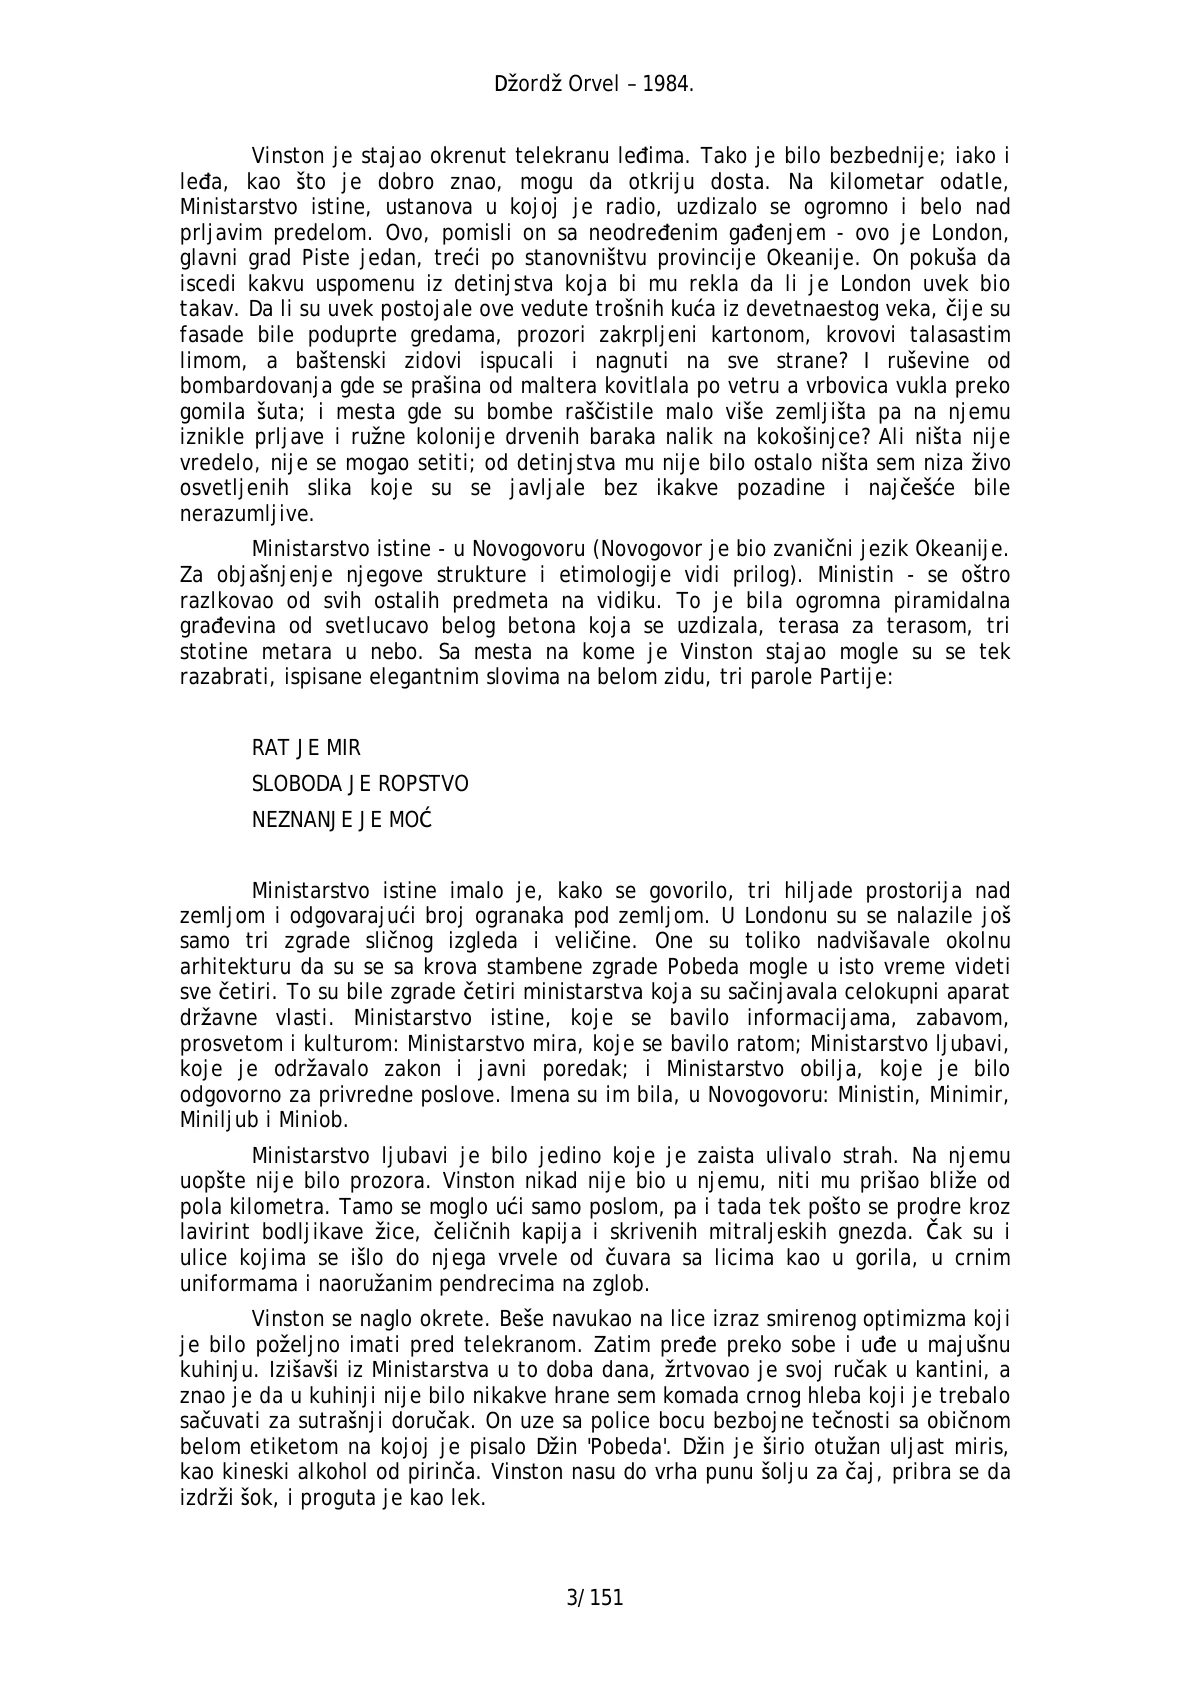 Džordž Orvel – 1984.
Vinston je stajao okrenut telekranu leđima. Tako je bilo bezbednije; iako i
leđa, kao što je dobro znao, mogu da otkriju dosta. Na kilometar odatle,
Ministarstvo istine, ustanova u kojoj je radio, uzdizalo se ogromno i belo nad
prljavim predelom. Ovo, pomisli on sa neodređenim gađenjem - ovo je London,
glavni grad Piste jedan, treći po stanovništvu provincije Okeanije. On pokuša da
iscedi kakvu uspomenu iz detinjstva koja bi mu rekla da li je London uvek bio
takav. Da li su uvek postojale ove vedute trošnih kuća iz devetnaestog veka, čije su
fasade bile poduprte gredama, prozori zakrpljeni kartonom, krovovi talasastim
limom, a baštenski zidovi ispucali i nagnuti na sve strane? I ruševine od
bombardovanja gde se prašina od maltera kovitlala po vetru a vrbovica vukla preko
gomila šuta; i mesta gde su bombe raščistile malo više zemljišta pa na njemu
iznikle prljave i ružne kolonije drvenih baraka nalik na kokošinjce? Ali ništa nije
vredelo, nije se mogao setiti; od detinjstva mu nije bilo ostalo ništa sem niza živo
osvetljenih slika koje su se javljale bez ikakve pozadine i najčešće bile
nerazumljive.
Ministarstvo istine - u Novogovoru (Novogovor je bio zvanični jezik Okeanije.
Za objašnjenje njegove strukture i etimologije vidi prilog). Ministin - se oštro
razlkovao od svih ostalih predmeta na vidiku. To je bila ogromna piramidalna
građevina od svetlucavo belog betona koja se uzdizala, terasa za terasom, tri
stotine metara u nebo. Sa mesta na kome je Vinston stajao mogle su se tek
razabrati, ispisane elegantnim slovima na belom zidu, tri parole Partije:
RAT JE MIR
SLOBODA JE ROPSTVO
NEZNANJE JE MOĆ
Ministarstvo istine imalo je, kako se govorilo, tri hiljade prostorija nad
zemljom i odgovarajući broj ogranaka pod zemljom. U Londonu su se nalazile još
samo tri zgrade sličnog izgleda i veličine. One su toliko nadvišavale okolnu
arhitekturu da su se sa krova stambene zgrade Pobeda mogle u isto vreme videti
sve četiri. To su bile zgrade četiri ministarstva koja su sačinjavala celokupni aparat
državne vlasti. Ministarstvo istine, koje se bavilo informacijama, zabavom,
prosvetom i kulturom: Ministarstvo mira, koje se bavilo ratom; Ministarstvo ljubavi,
koje je održavalo zakon i javni poredak; i Ministarstvo obilja, koje je bilo
odgovorno za privredne poslove. Imena su im bila, u Novogovoru: Ministin, Minimir,
Miniljub i Miniob.
Ministarstvo ljubavi je bilo jedino koje je zaista ulivalo strah. Na njemu
uopšte nije bilo prozora. Vinston nikad nije bio u njemu, niti mu prišao bliže od
pola kilometra. Tamo se moglo ući samo poslom, pa i tada tek pošto se prodre kroz
lavirint bodljikave žice, čeličnih kapija i skrivenih mitraljeskih gnezda. Čak su i
ulice kojima se išlo do njega vrvele od čuvara sa licima kao u gorila, u crnim
uniformama i naoružanim pendrecima na zglob.
Vinston se naglo okrete. Beše navukao na lice izraz smirenog optimizma koji
je bilo poželjno imati pred telekranom. Zatim pređe preko sobe i uđe u majušnu
kuhinju. Izišavši iz Ministarstva u to doba dana, žrtvovao je svoj ručak u kantini, a
znao je da u kuhinji nije bilo nikakve hrane sem komada crnog hleba koji je trebalo
sačuvati za sutrašnji doručak. On uze sa police bocu bezbojne tečnosti sa običnom
belom etiketom na kojoj je pisalo Džin 'Pobeda'. Džin je širio otužan uljast miris,
kao kineski alkohol od pirinča. Vinston nasu do vrha punu šolju za čaj, pribra se da
izdrži šok, i proguta je kao lek.
3/151